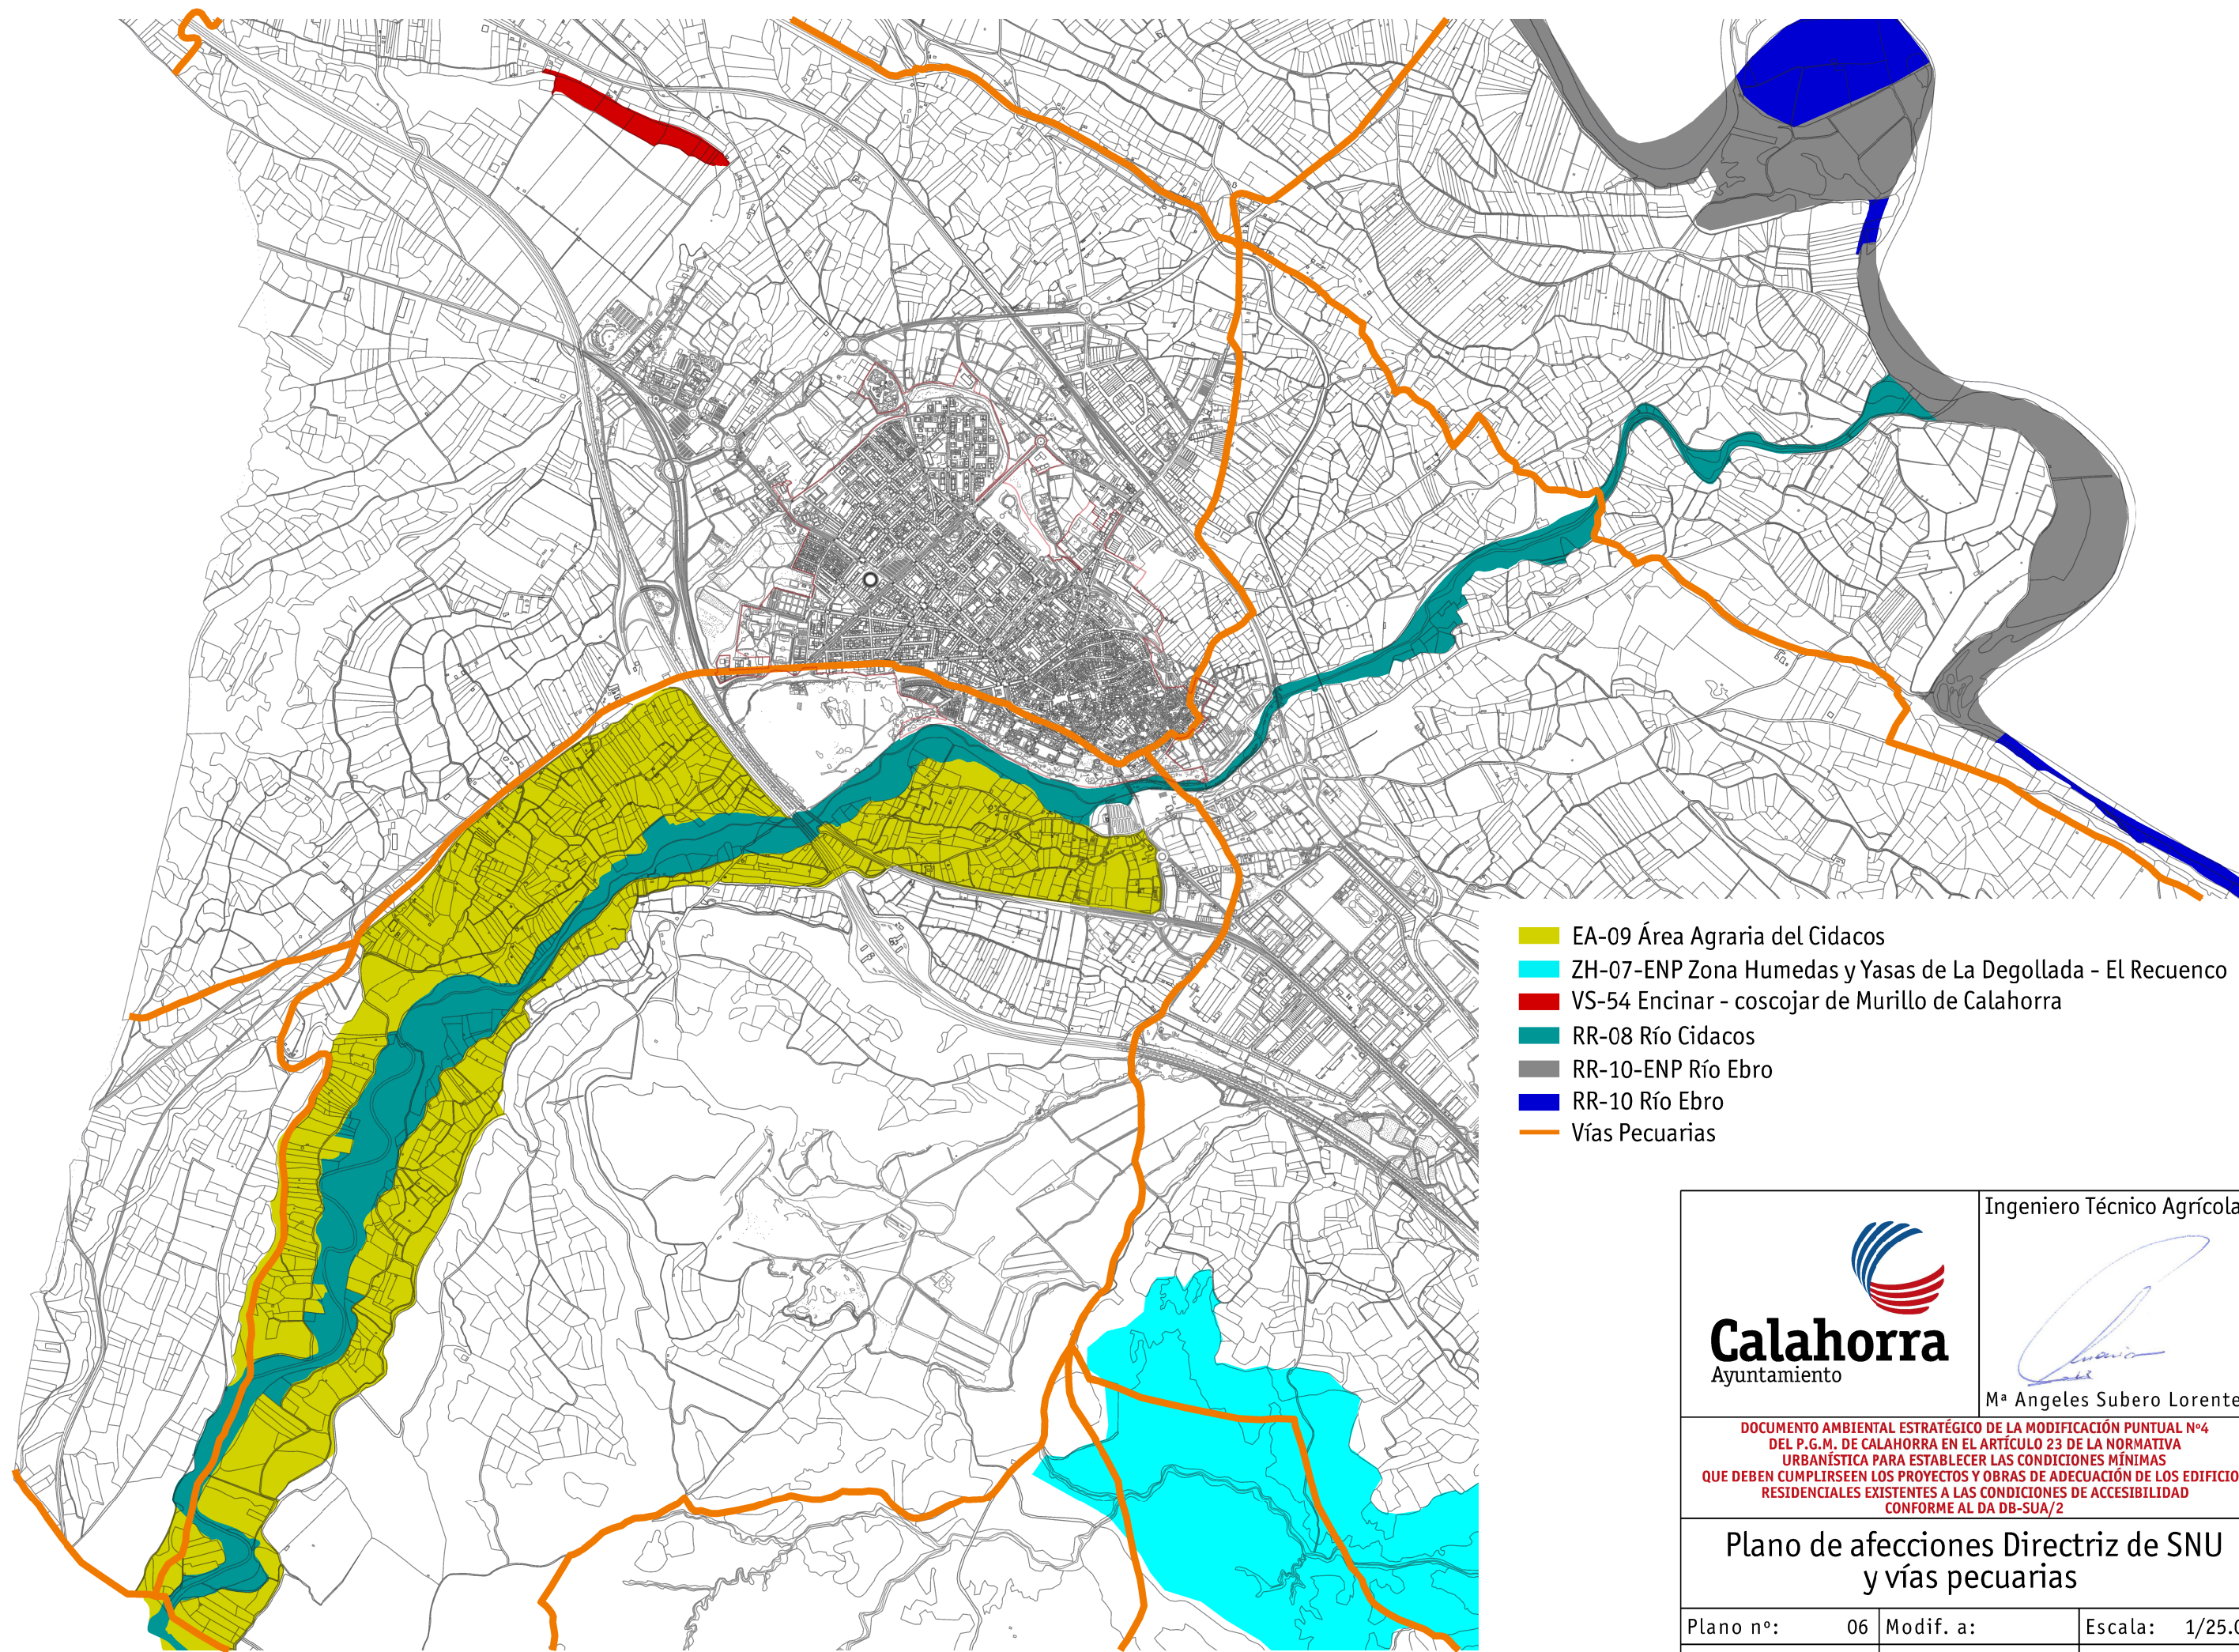 EA-09 Área Agraria del Cidacos
ZH-07-ENP Zona Humedas y Yasas de La Degollada - El Recuenco
VS-54 Encinar - coscojar de Murillo de Calahorra
RR-08 Río Cidacos
RR-10-ENP Río Ebro
RR-10 Río Ebro
Vías Pecuarias
Calahorra
Ayuntamiento
Ingeniero Técnico Agrícola
Mª Angeles Subero Lorente
DOCUMENTO AMBIENTAL ESTRATÉGICO DE LA MODIFICACIÓN PUNTUAL Nº4
DEL P.G.M. DE CALAHORRA EN EL ARTÍCULO 23 DE LA NORMATIVA
URBANÍSTICA PARA ESTABLECER LAS CONDICIONES MÍNIMAS
QUE DEBEN CUMPLIRSEEN LOS PROYECTOS Y OBRAS DE ADECUACIÓN DE LOS EDIFICIO
RESIDENCIALES EXISTENTES A LAS CONDICIONES DE ACCESIBILIDAD
CONFORME AL DA DB-SUA/2
Plano de afecciones Directriz de SNU
y vías pecuarias
Plano nº: 06 Modif. a: Escala: 1/25.0